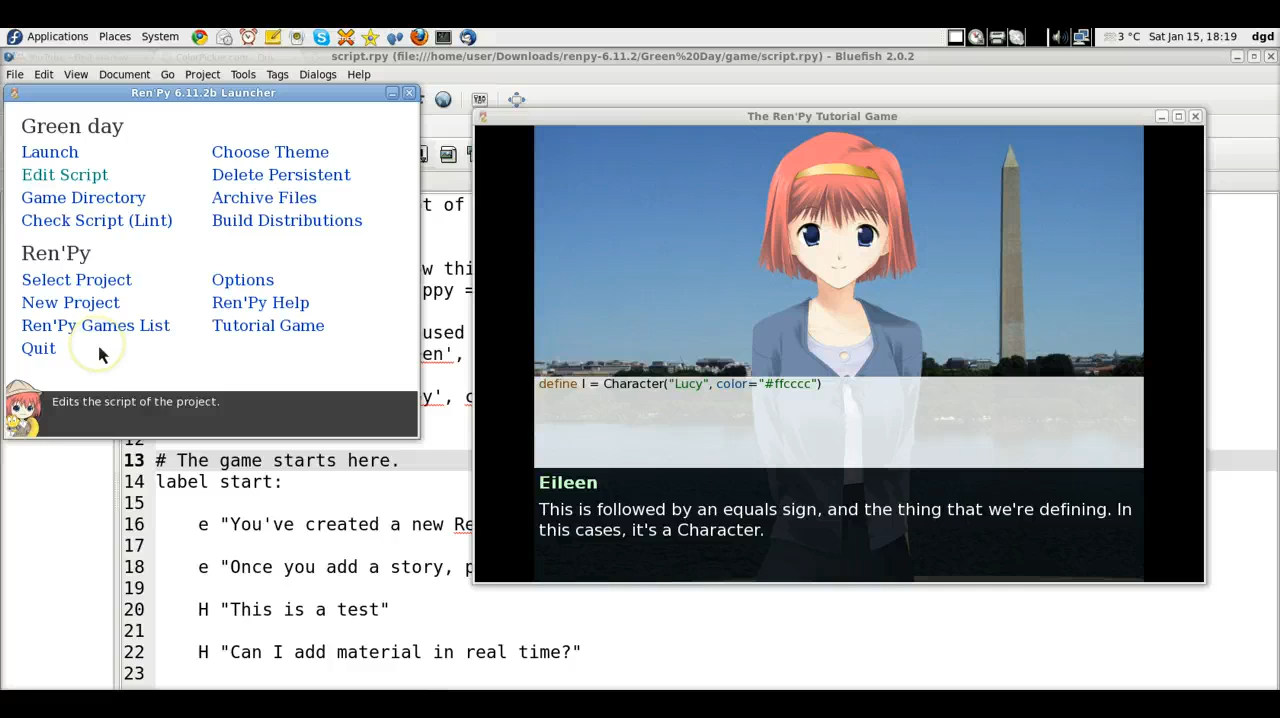 Applications Places System 3 °C Sat Jan 15, 18:19 dgd
script.rpy (file:///home/user/Downloads/renpy-6.11.2/Green%20Day/game/script.rpy) - Bluefish 2.0.2
File Edit View Document Go Project Tools Tags Dialogs Help
Ren'Py 6.11.2b Launcher
Green day
Launch Choose Theme
Edit Script Delete Persistent
Game Directory Archive Files
Check Script (Lint) Build Distributions
Ren'Py
Select Project Options
New Project Ren'Py Help
Ren'Py Games List Tutorial Game
Quit
Edits the script of the project.
The Ren'Py Tutorial Game
define l = Character("Lucy", color="#ffcccc")
Eileen
This is followed by an equals sign, and the thing that we're defining. In
this cases, it's a Character.
t of
w thi
ppy =
used
en',
y', c
12
13 # The game starts here.
14 label start:
15
16 e "You've created a new Re
17
18 e "Once you add a story, p
19
20 H "This is a test"
21
22 H "Can I add material in real time?"
23